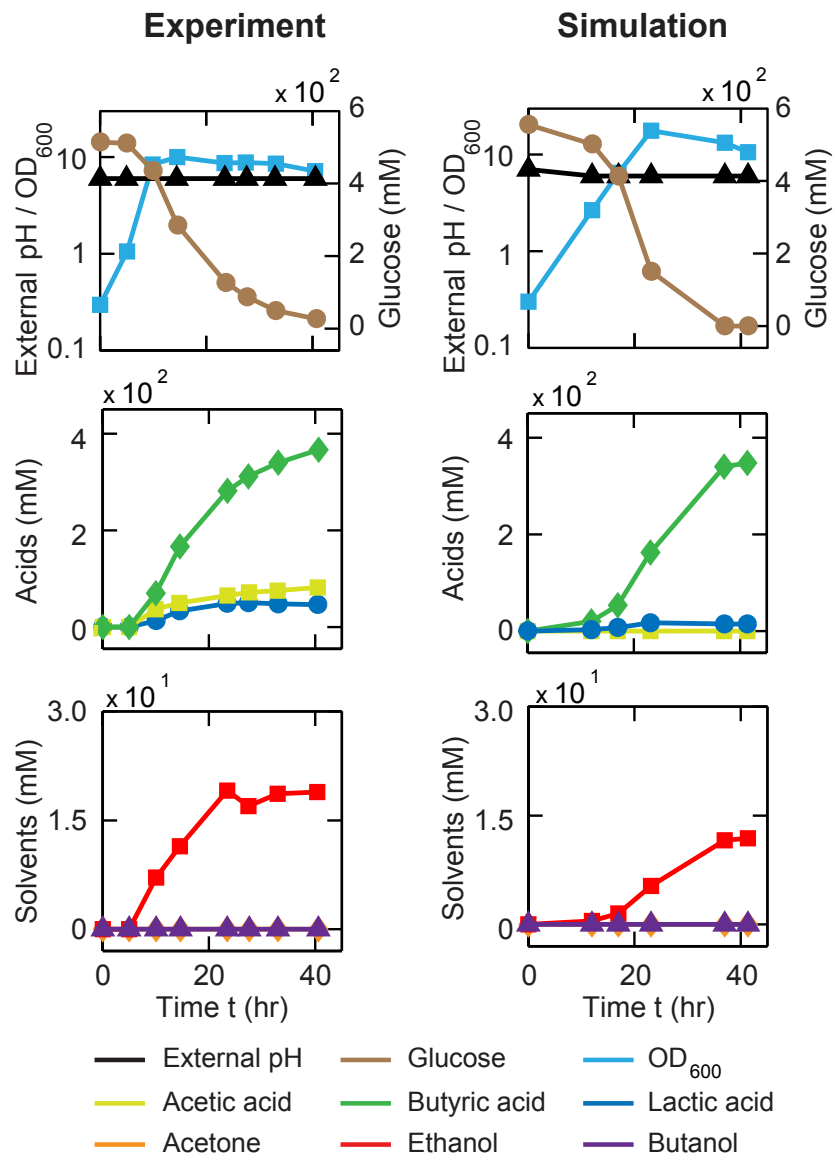 Experiment
Simulation
x 10^2
x 10^2
External pH / OD_600
10
1
0.1
6
4
2
0
Glucose (mM)
External pH / OD_600
10
1
0.1
6
4
2
0
Glucose (mM)
x 10^2
Acids (mM)
4
2
0
x 10^2
Acids (mM)
4
2
0
x 10^1
Solvents (mM)
3.0
1.5
0
0 20 40
Time t (hr)
x 10^1
Solvents (mM)
3.0
1.5
0
0 20 40
Time t (hr)
External pH Glucose OD_600
Acetic acid Butyric acid Lactic acid
Acetone Ethanol Butanol